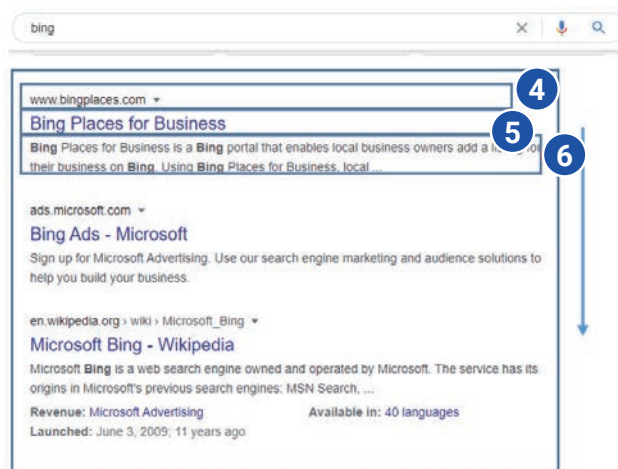 bing
4
www.bingplaces.com
5
Bing Places for Business
6
Bing Places for Business is a Bing portal that enables local business owners add a listing for
their business on Bing. Using Bing Places for Business, local ...
ads.microsoft.com
Bing Ads - Microsoft
Sign up for Microsoft Advertising. Use our search engine marketing and audience solutions to
help you build your business.
en.wikipedia.org › wiki › Microsoft_Bing
Microsoft Bing - Wikipedia
Microsoft Bing is a web search engine owned and operated by Microsoft. The service has its
origins in Microsoft's previous search engines: MSN Search, ...
Revenue: Microsoft Advertising Available in: 40 languages
Launched: June 3, 2009; 11 years ago